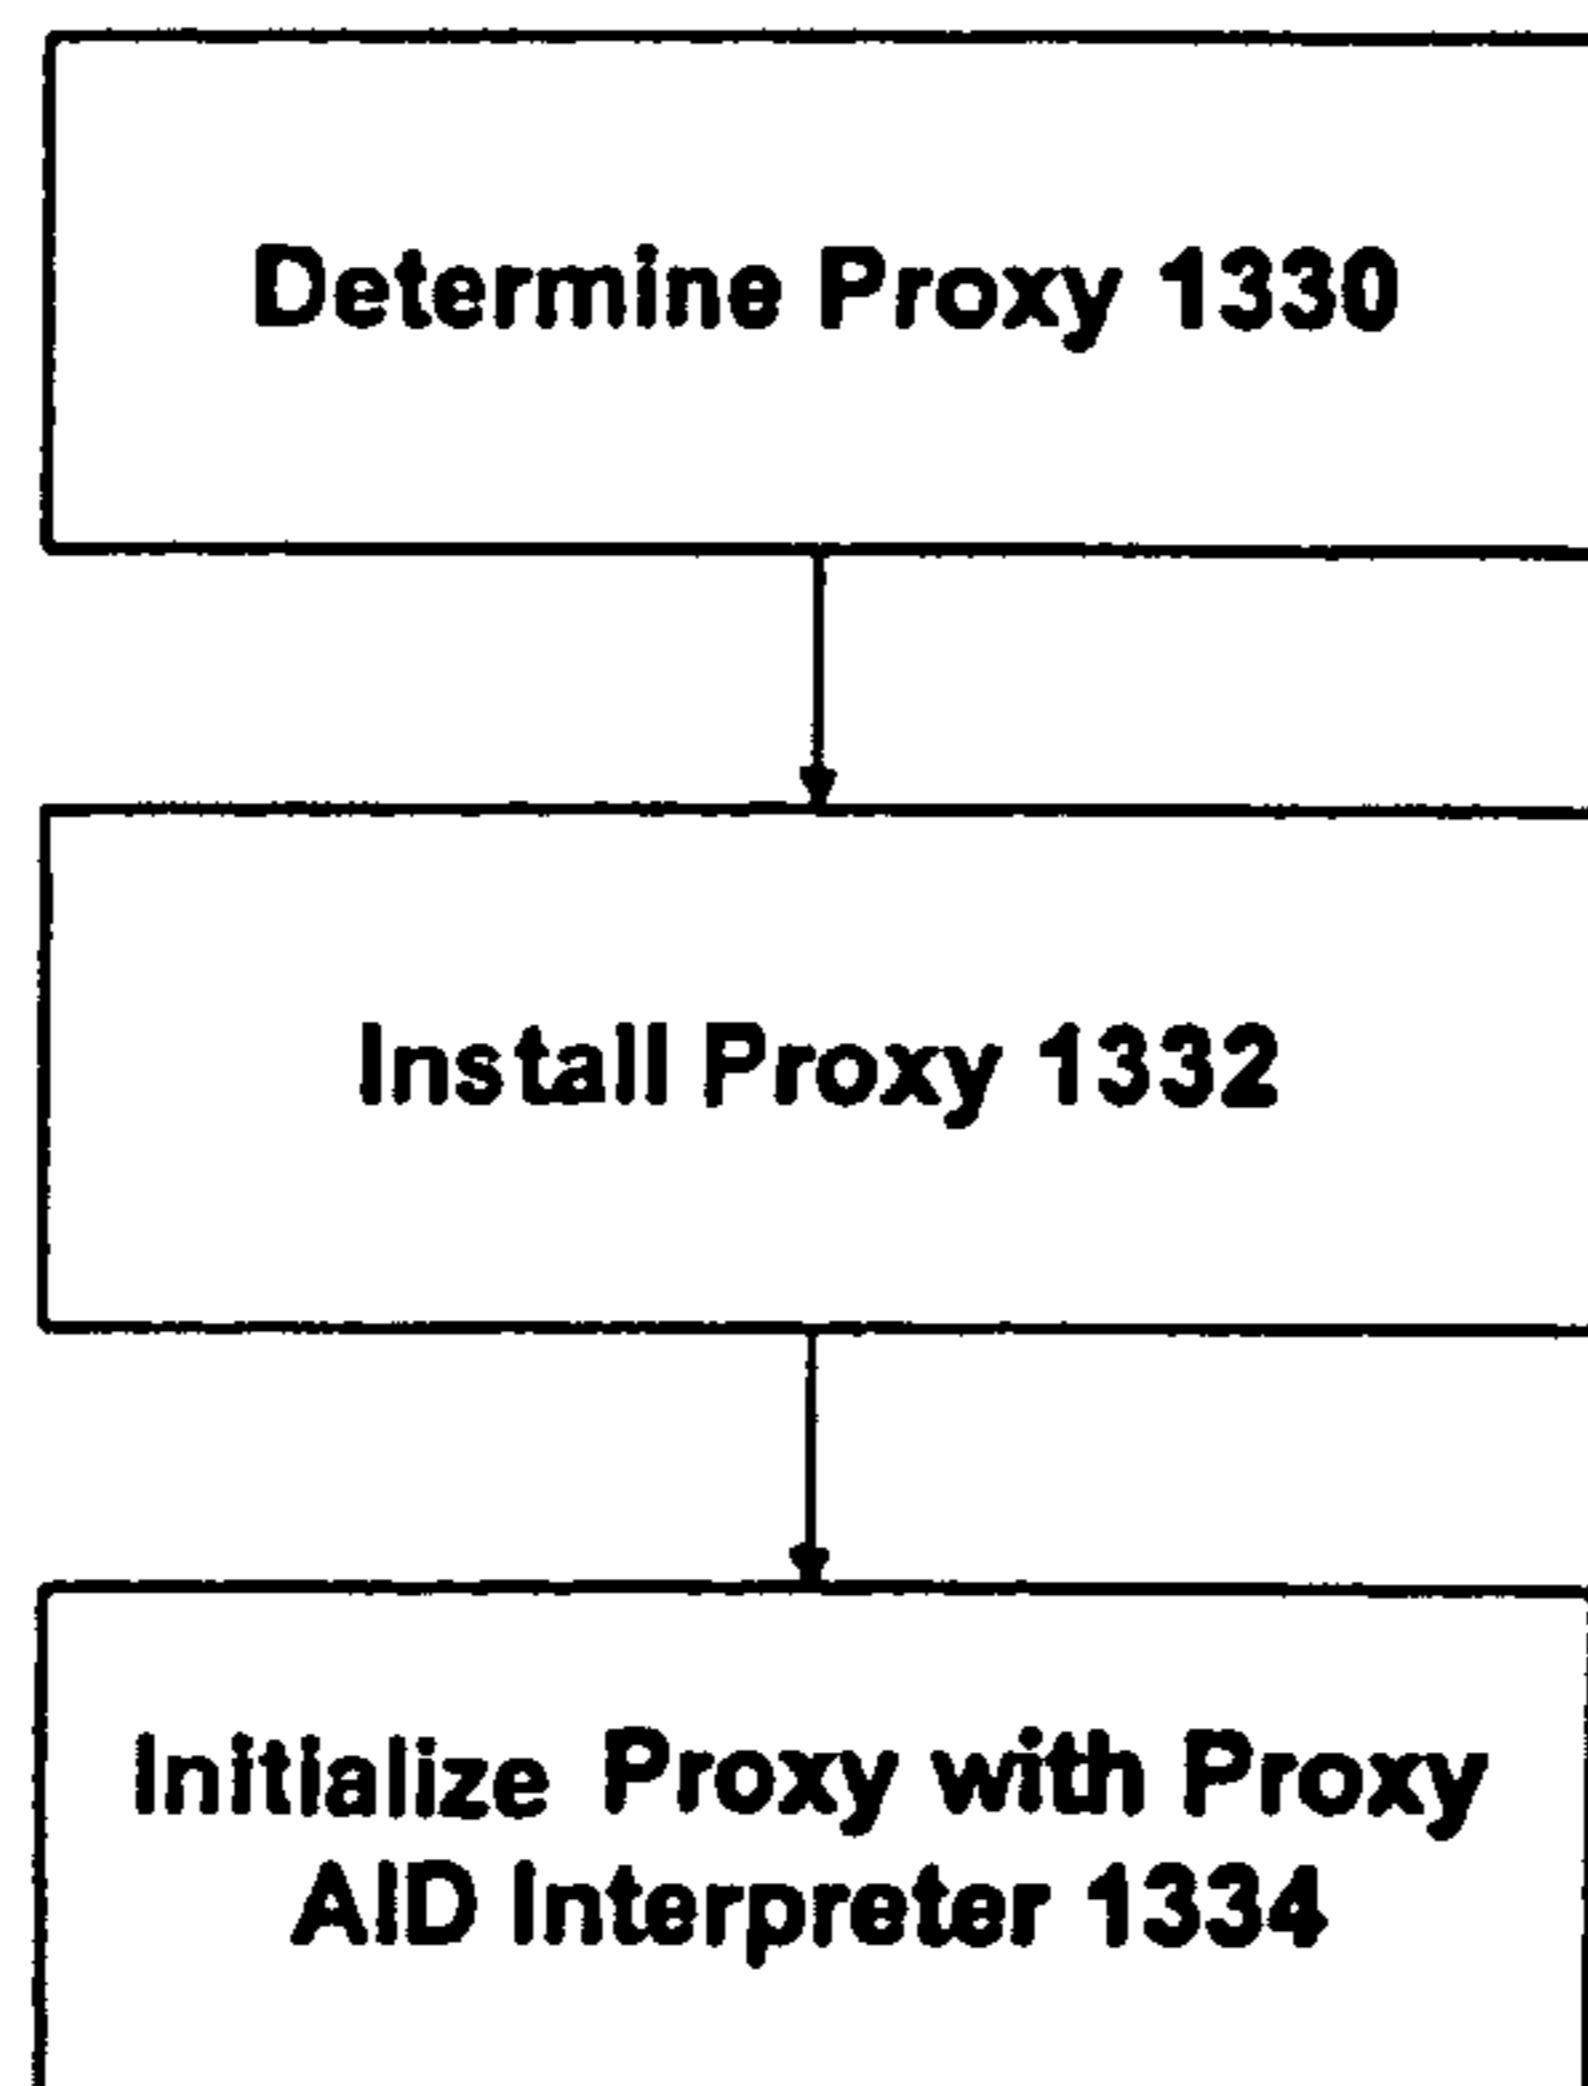 Determine Proxy 1330
Install Proxy 1332
Initialize Proxy with Proxy
AID Interpreter 1334